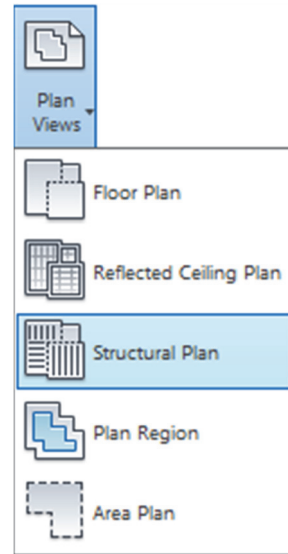 Plan
Views
Floor Plan
Reflected Ceiling Plan
Structural Plan
Plan Region
Area Plan